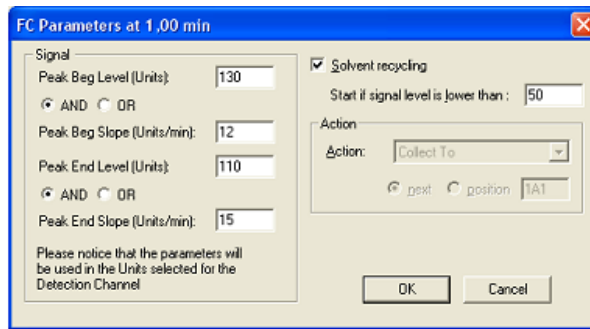 FC Parameters at 1,00 min
Signal
Peak Beg Level (Units): 130
AND OR
Peak Beg Slope (Units/min): 12
Peak End Level (Units): 110
AND OR
Peak End Slope (Units/min): 15
Please notice that the parameters will
be used in the Units selected for the
Detection Channel
Solvent recycling
Start if signal level is lower than : 50
Action
Action: Collect To
next position 1A1
OK Cancel